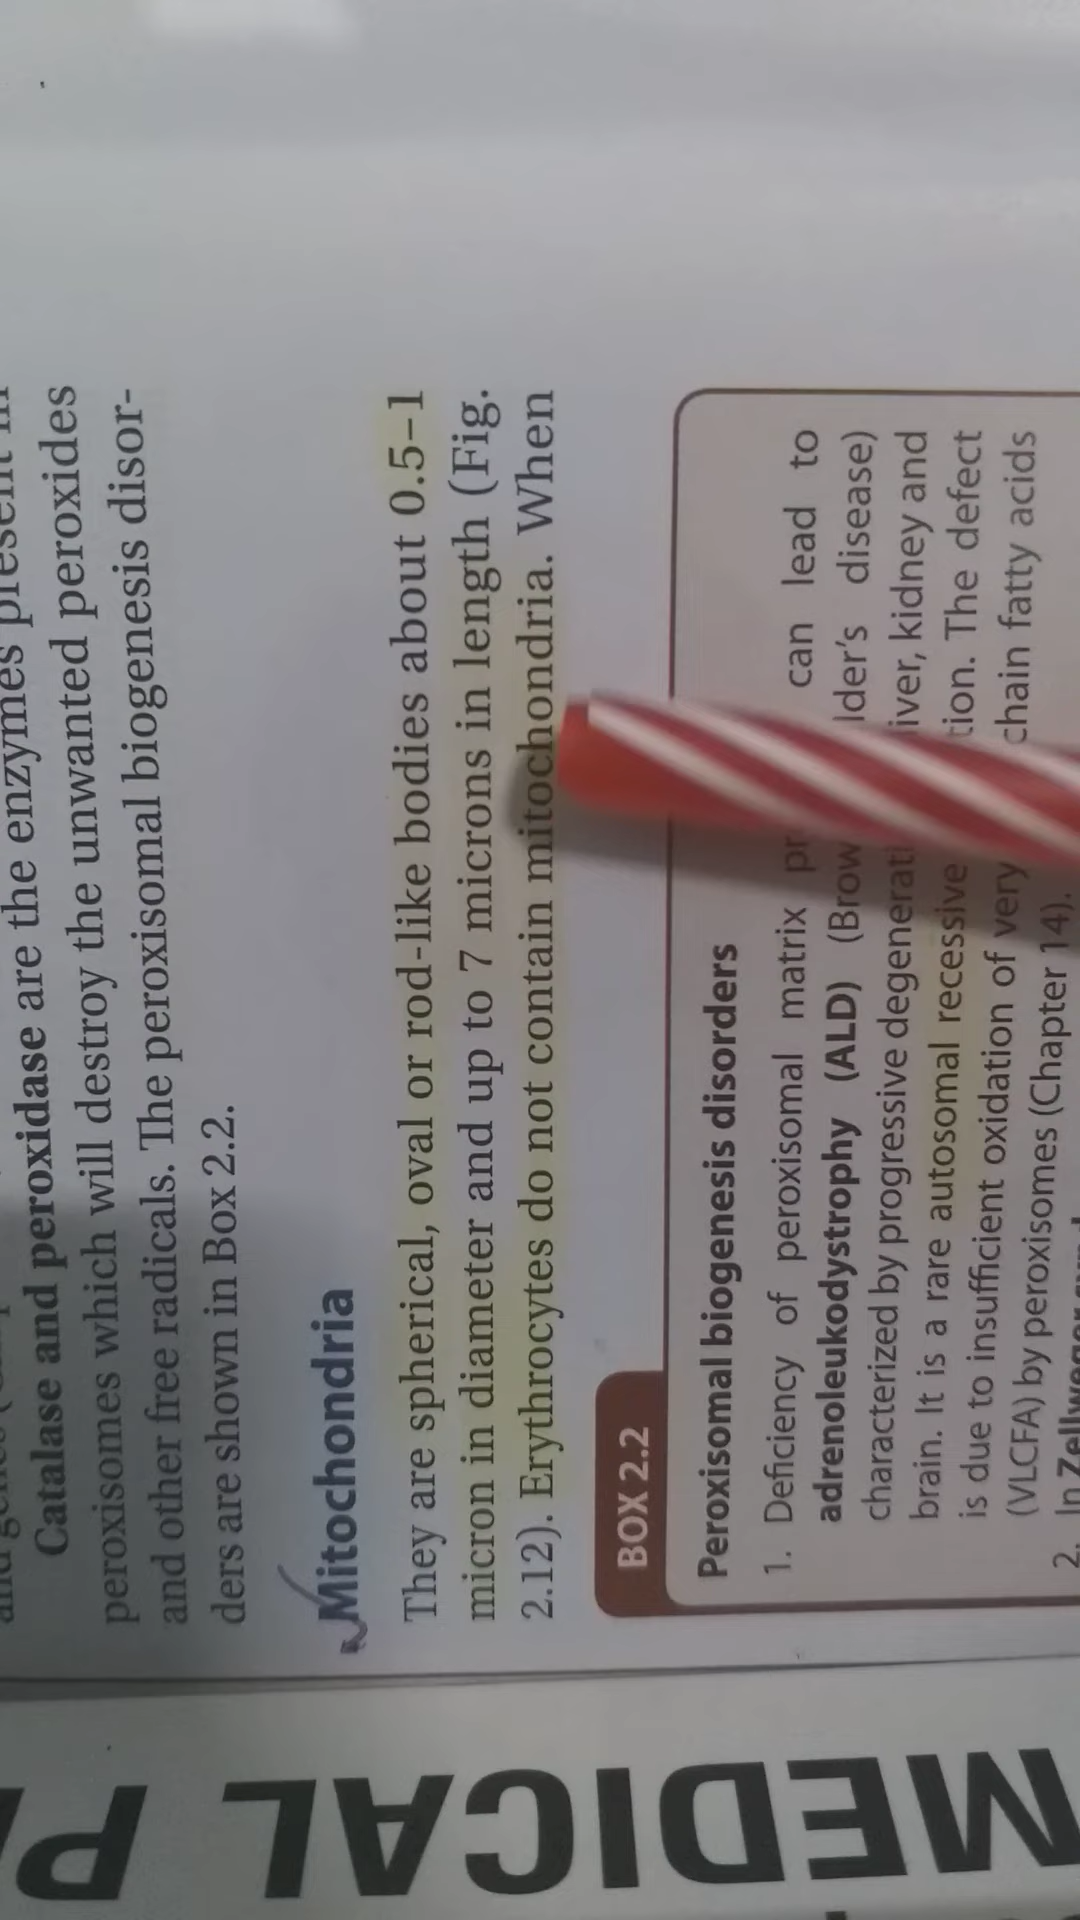 Catalase and peroxidase are the enzymes present in
peroxisomes which will destroy the unwanted peroxides
and other free radicals. The peroxisomal biogenesis disor-
ders are shown in Box 2.2.
Mitochondria
They are spherical, oval or rod-like bodies about 0.5–1
micron in diameter and up to 7 microns in length (Fig.
2.12). Erythrocytes do not contain mitochondria. When
BOX 2.2
Peroxisomal biogenesis disorders
1. Deficiency of peroxisomal matrix can lead to
adrenoleukodystrophy (ALD) disease)
characterized by progressive kidney and
brain. It is a rare autosomal recessive The defect
is due to insufficient oxidation of very chain fatty acids
(VLCFA) by peroxisomes (Chapter 14).
2. In Zellweger
MEDICAL